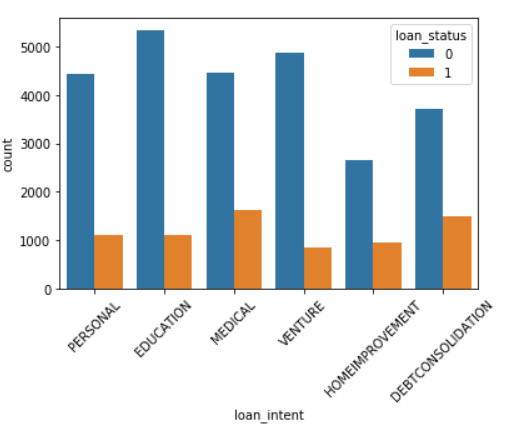 loan_status
0
1
5000
4000
3000
2000
1000
0
count
PERSONAL
EDUCATION
MEDICAL
VENTURE
HOMEIMPROVEMENT
DEBTCONSOLIDATION
loan_intent